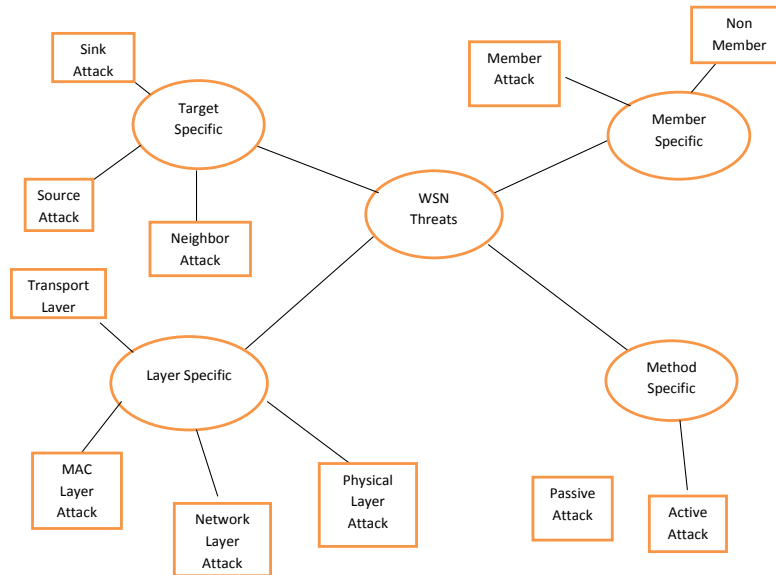 Sink
Attack
Target
Specific
Source
Attack
Neighbor
Attack
Member
Attack
Non
Member
Member
Specific
WSN
Threats
Transport
Laver
Layer Specific
MAC
Layer
Attack
Network
Layer
Attack
Physical
Layer
Attack
Method
Specific
Passive
Attack
Active
Attack